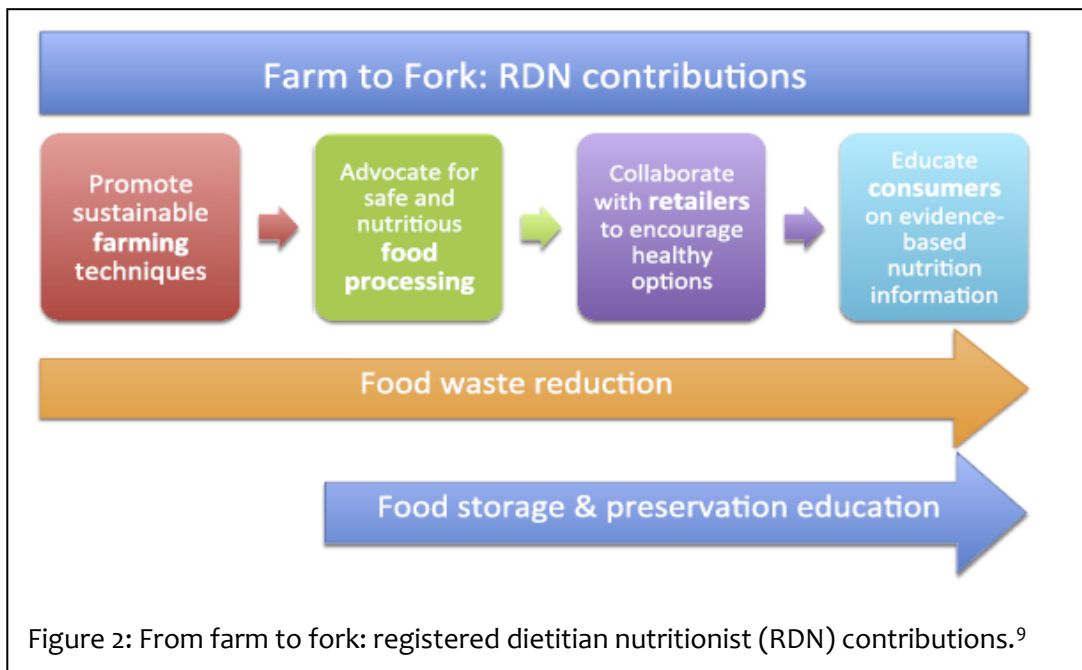 Farm to Fork: RDN contributions
Promote
sustainable
farming
techniques
Advocate for
safe and
nutritious
food
processing
Collaborate
with retailers
to encourage
healthy
options
Educate
consumers
on evidence-
based
nutrition
information
Food waste reduction
Food storage & preservation education
Figure 2: From farm to fork: registered dietitian nutritionist (RDN) contributions.⁹